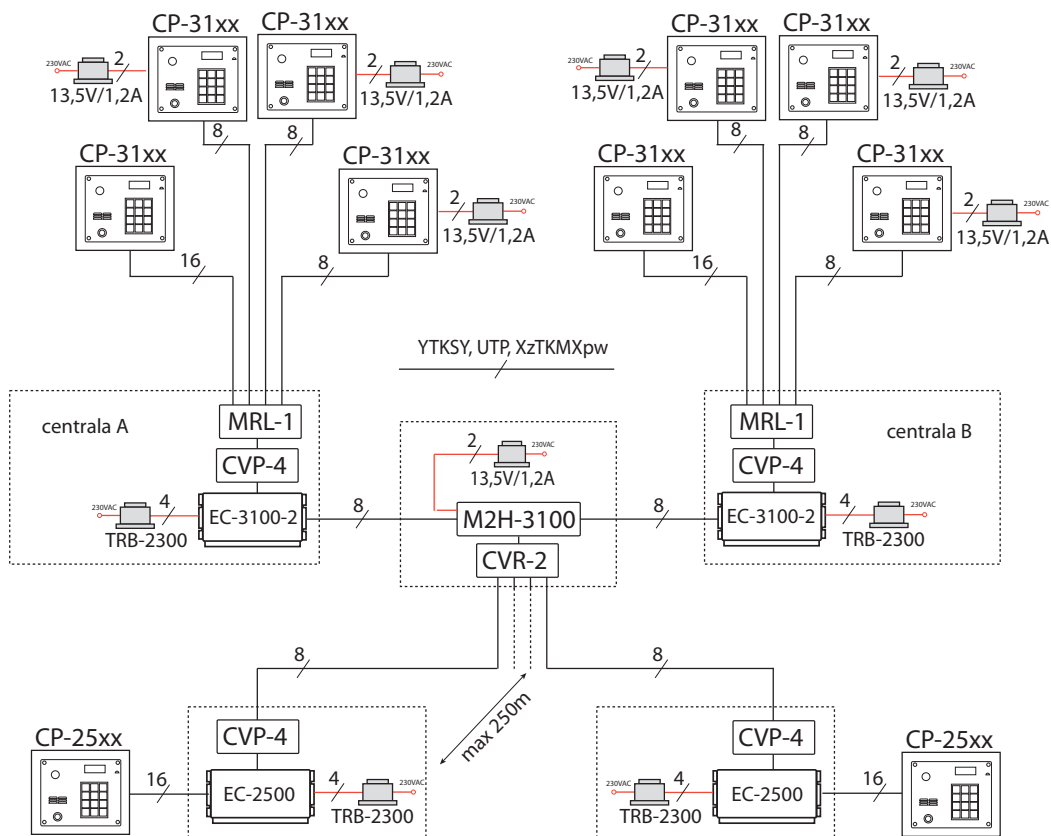 CP-31xx
CP-31xx
CP-31xx
CP-31xx
230VAC
2
2
230VAC
230VAC
2
2
230VAC
13,5V/1,2A
13,5V/1,2A
13,5V/1,2A
13,5V/1,2A
8
8
8
8
CP-31xx
CP-31xx
CP-31xx
CP-31xx
2
230VAC
2
230VAC
13,5V/1,2A
13,5V/1,2A
16
8
16
8
YTKSY, UTP, XzTKMXpw
centrala A
MRL-1
MRL-1
centrala B
CVP-4
2
230VAC
CVP-4
13,5V/1,2A
230VAC
4
EC-3100-2
8
M2H-3100
8
EC-3100-2
4
230VAC
TRB-2300
TRB-2300
CVR-2
8
8
max 250m
CP-25xx
CVP-4
CVP-4
CP-25xx
16
EC-2500
4
230VAC
230VAC
4
EC-2500
16
TRB-2300
TRB-2300